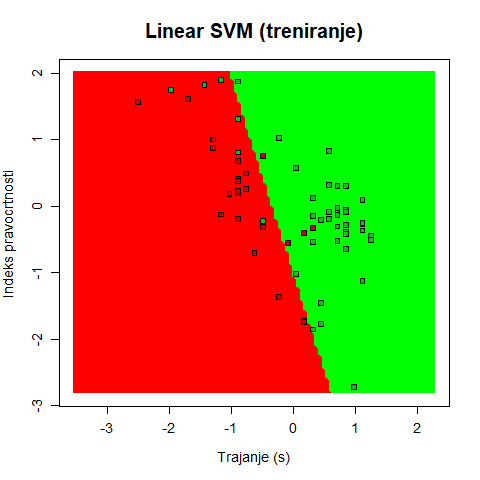 Linear SVM (treniranje)
Indeks pravocrtnosti
2
1
0
-1
-2
-3
-3 -2 -1 0 1 2
Trajanje (s)